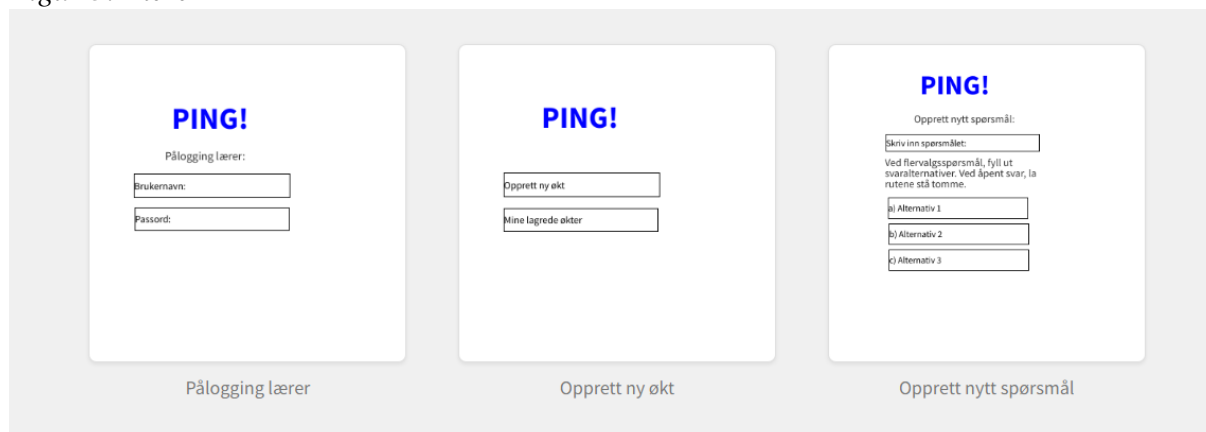 PING!
Pålogging lærer:
Brukernavn:
Passord:
Pålogging lærer
PING!
Opprett ny økt
Mine lagrede økter
Opprett ny økt
PING!
Opprett nytt spørsmål:
Skriv inn spørsmålet:
Ved flervalgsspørsmål, fyll ut
svaralternativer. Ved åpent svar, la
rutene stå tomme.
a) Alternativ 1
b) Alternativ 2
c) Alternativ 3
Opprett nytt spørsmål